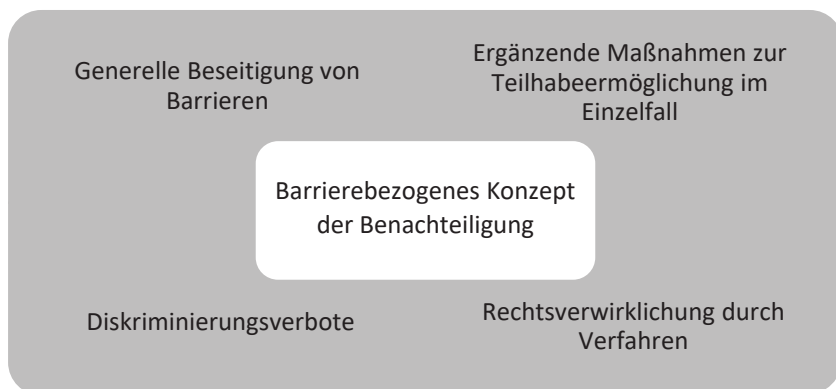 Generelle Beseitigung von
Barrieren
Ergänzende Maßnahmen zur
Teilhabeermöglichung im
Einzelfall
Barrierebezogenes Konzept
der Benachteiligung
Diskriminierungsverbote
Rechtsverwirklichung durch
Verfahren